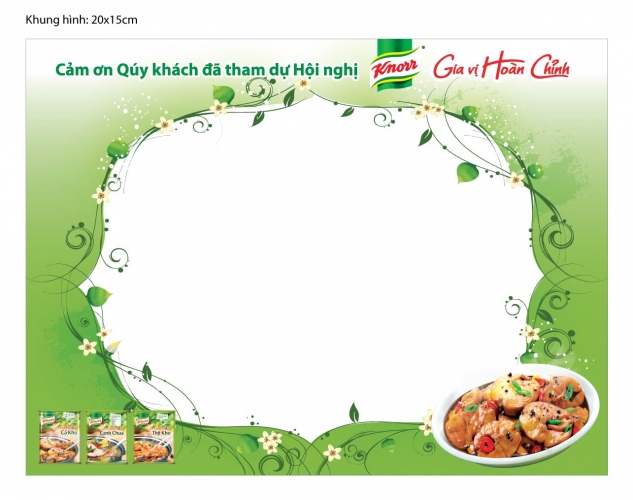 Khung hình: 20x15cm
Cảm ơn Qúy khách đã tham dự Hội nghị
Knorr
Gia vị Hoàn Chỉnh
Cá Kho
Canh Chua
Thịt Kho